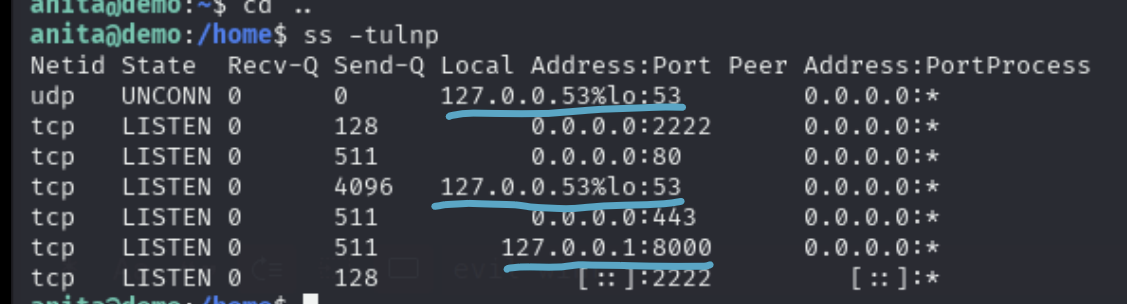 anita@demo:~$ cd ..
anita@demo:/home$ ss -tulnp
Netid State Recv-Q Send-Q Local Address:Port Peer Address:PortProcess
udp UNCONN 0 0 127.0.0.53%lo:53 0.0.0.0:*
tcp LISTEN 0 128 0.0.0.0:2222 0.0.0.0:*
tcp LISTEN 0 511 0.0.0.0:80 0.0.0.0:*
tcp LISTEN 0 4096 127.0.0.53%lo:53 0.0.0.0:*
tcp LISTEN 0 511 0.0.0.0:443 0.0.0.0:*
tcp LISTEN 0 511 127.0.0.1:8000 0.0.0.0:*
tcp LISTEN 0 128 [::]:2222 [::]:*
anita@demo:/home$